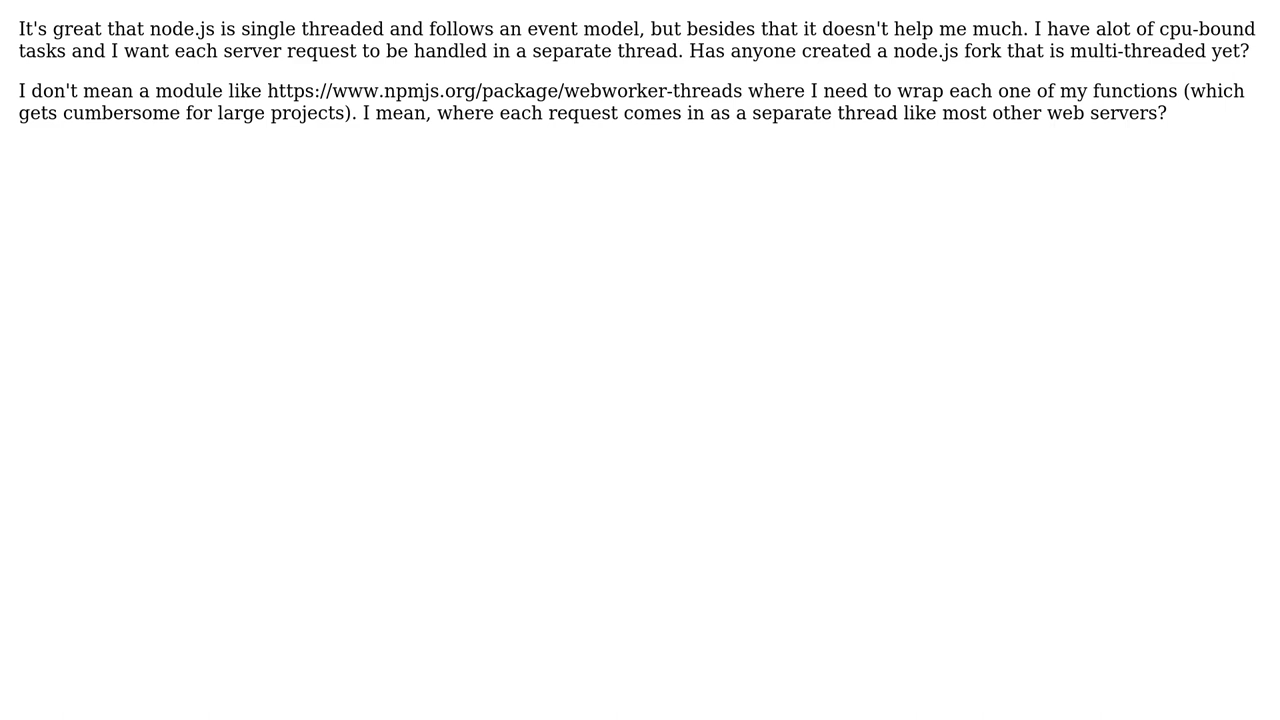 It's great that node.js is single threaded and follows an event model, but besides that it doesn't help me much. I have alot of cpu-bound
tasks and I want each server request to be handled in a separate thread. Has anyone created a node.js fork that is multi-threaded yet?
I don't mean a module like https://www.npmjs.org/package/webworker-threads where I need to wrap each one of my functions (which
gets cumbersome for large projects). I mean, where each request comes in as a separate thread like most other web servers?